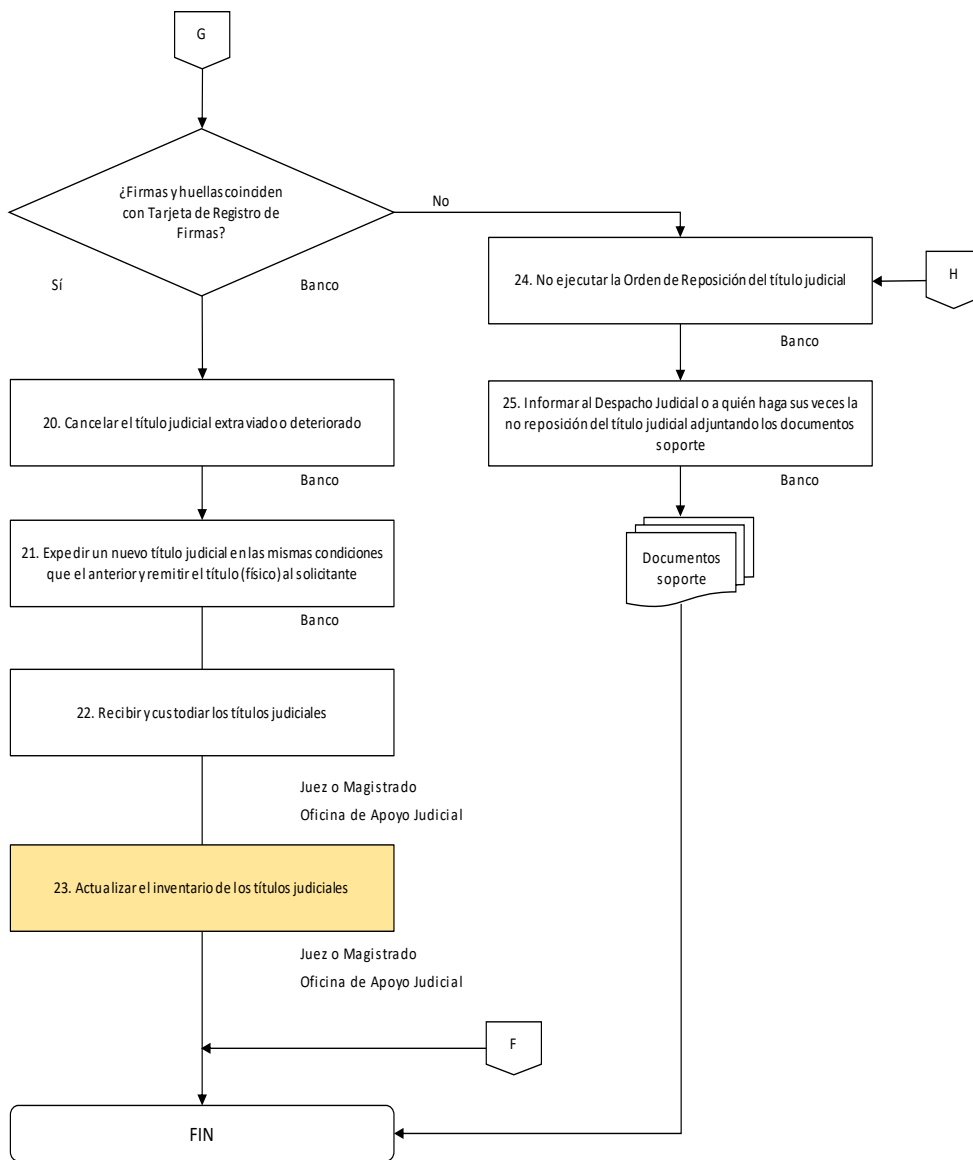 G
¿Firmas y huellas coinciden
con Tarjeta de Registro de
Firmas?
No
Sí
Banco
24. No ejecutar la Orden de Reposición del título judicial
H
Banco
20. Cancelar el título judicial extraviado o deteriorado
25. Informar al Despacho Judicial o a quién haga sus veces la
no reposición del título judicial adjuntando los documentos
soporte
Banco
Banco
21. Expedir un nuevo título judicial en las mismas condiciones
que el anterior y remitir el título (físico) al solicitante
Documentos
soporte
Banco
22. Recibir y custodiar los títulos judiciales
Juez o Magistrado
Oficina de Apoyo Judicial
23. Actualizar el inventario de los títulos judiciales
Juez o Magistrado
Oficina de Apoyo Judicial
F
FIN